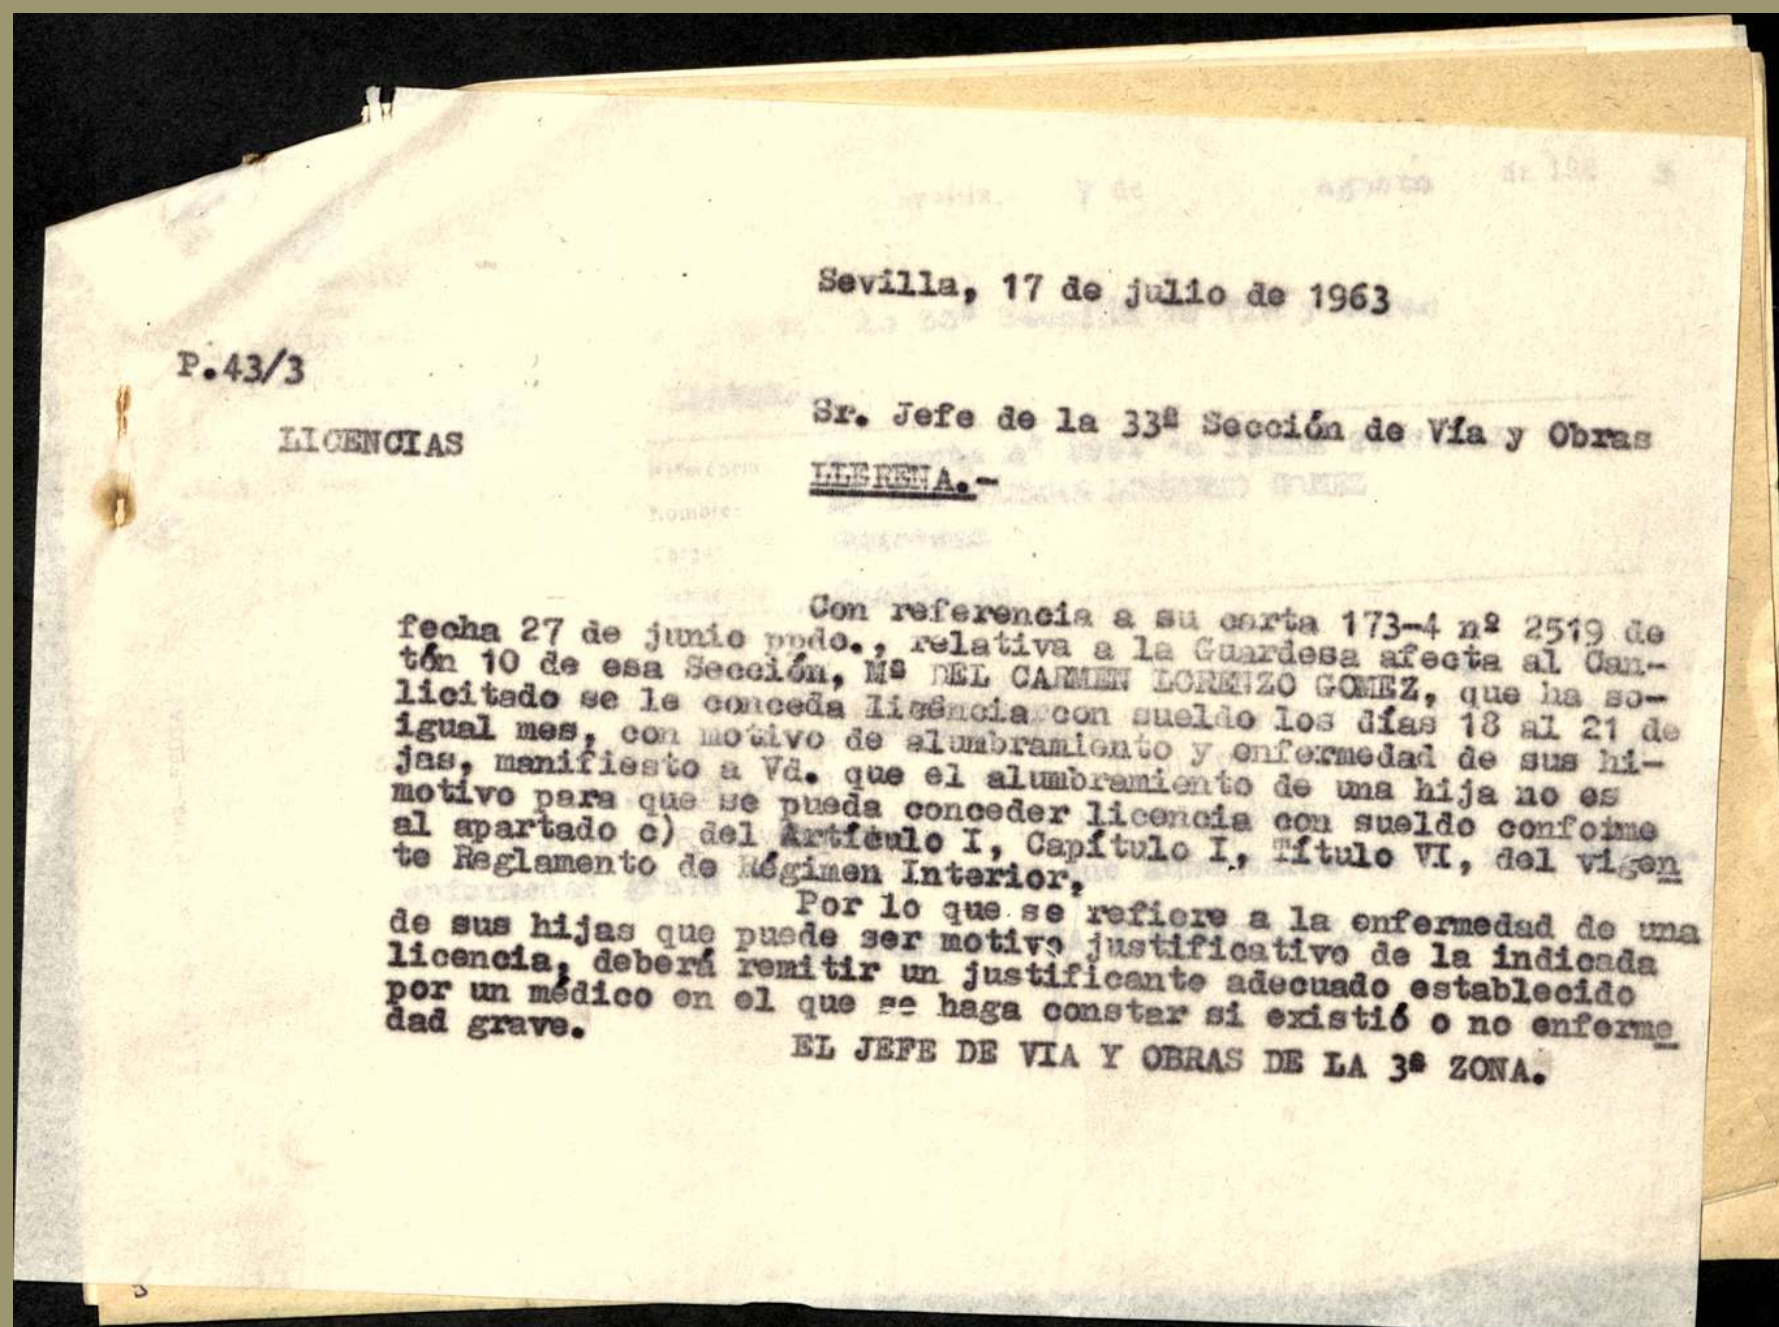 Sevilla, 17 de julio de 1963
P.43/3
LICENCIAS
Sr. Jefe de la 33ª Sección de Vía y Obras
LLERENA.-
Con referencia a su carta 173-4 nº 2519 de
fecha 27 de junio ppdo., relativa a la Guardesa afecta al Can-
tón 10 de esa Sección, Mª DEL CARMEN LORENZO GOMEZ, que ha so-
licitado se le conceda licencia con sueldo los días 18 al 21 de
igual mes, con motivo de alumbramiento y enfermedad de sus hi-
jas, manifiesto a Vd. que el alumbramiento de una hija no es
motivo para que se pueda conceder licencia con sueldo confoime
al apartado c) del Artículo I, Capítulo I, Título VI, del vigen
te Reglamento de Régimen Interior.
Por lo que se refiere a la enfermedad de una
de sus hijas que puede ser motivo justificativo de la indicada
licencia, deberá remitir un justificante adecuado establecido
por un médico en el que se haga constar si existió o no enferme
dad grave.
EL JEFE DE VIA Y OBRAS DE LA 3ª ZONA.